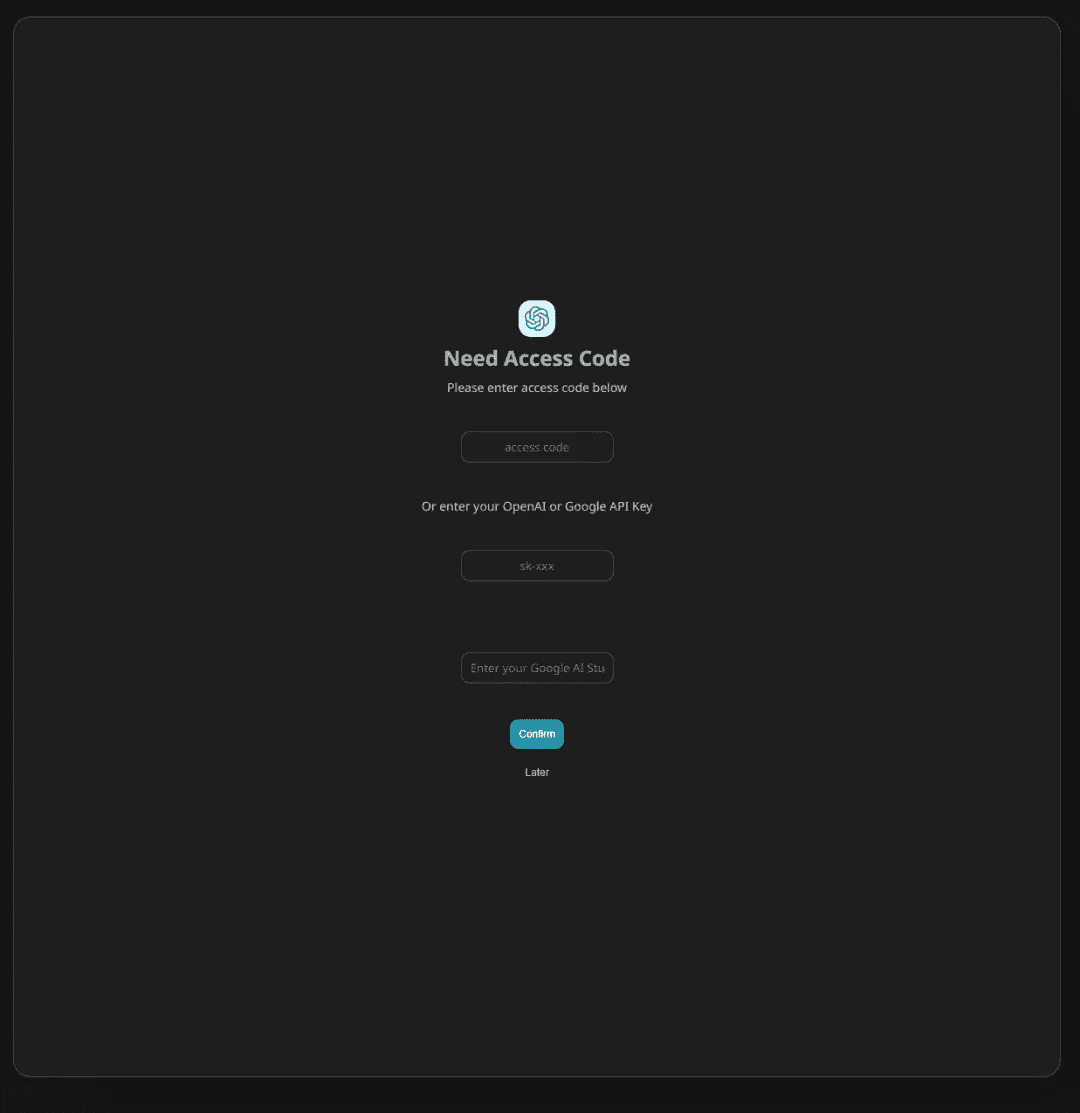 Need Access Code
Please enter access code below
access code
Or enter your OpenAI or Google API Key
sk-xxx
Enter your Google AI Stu
Confirm
Later